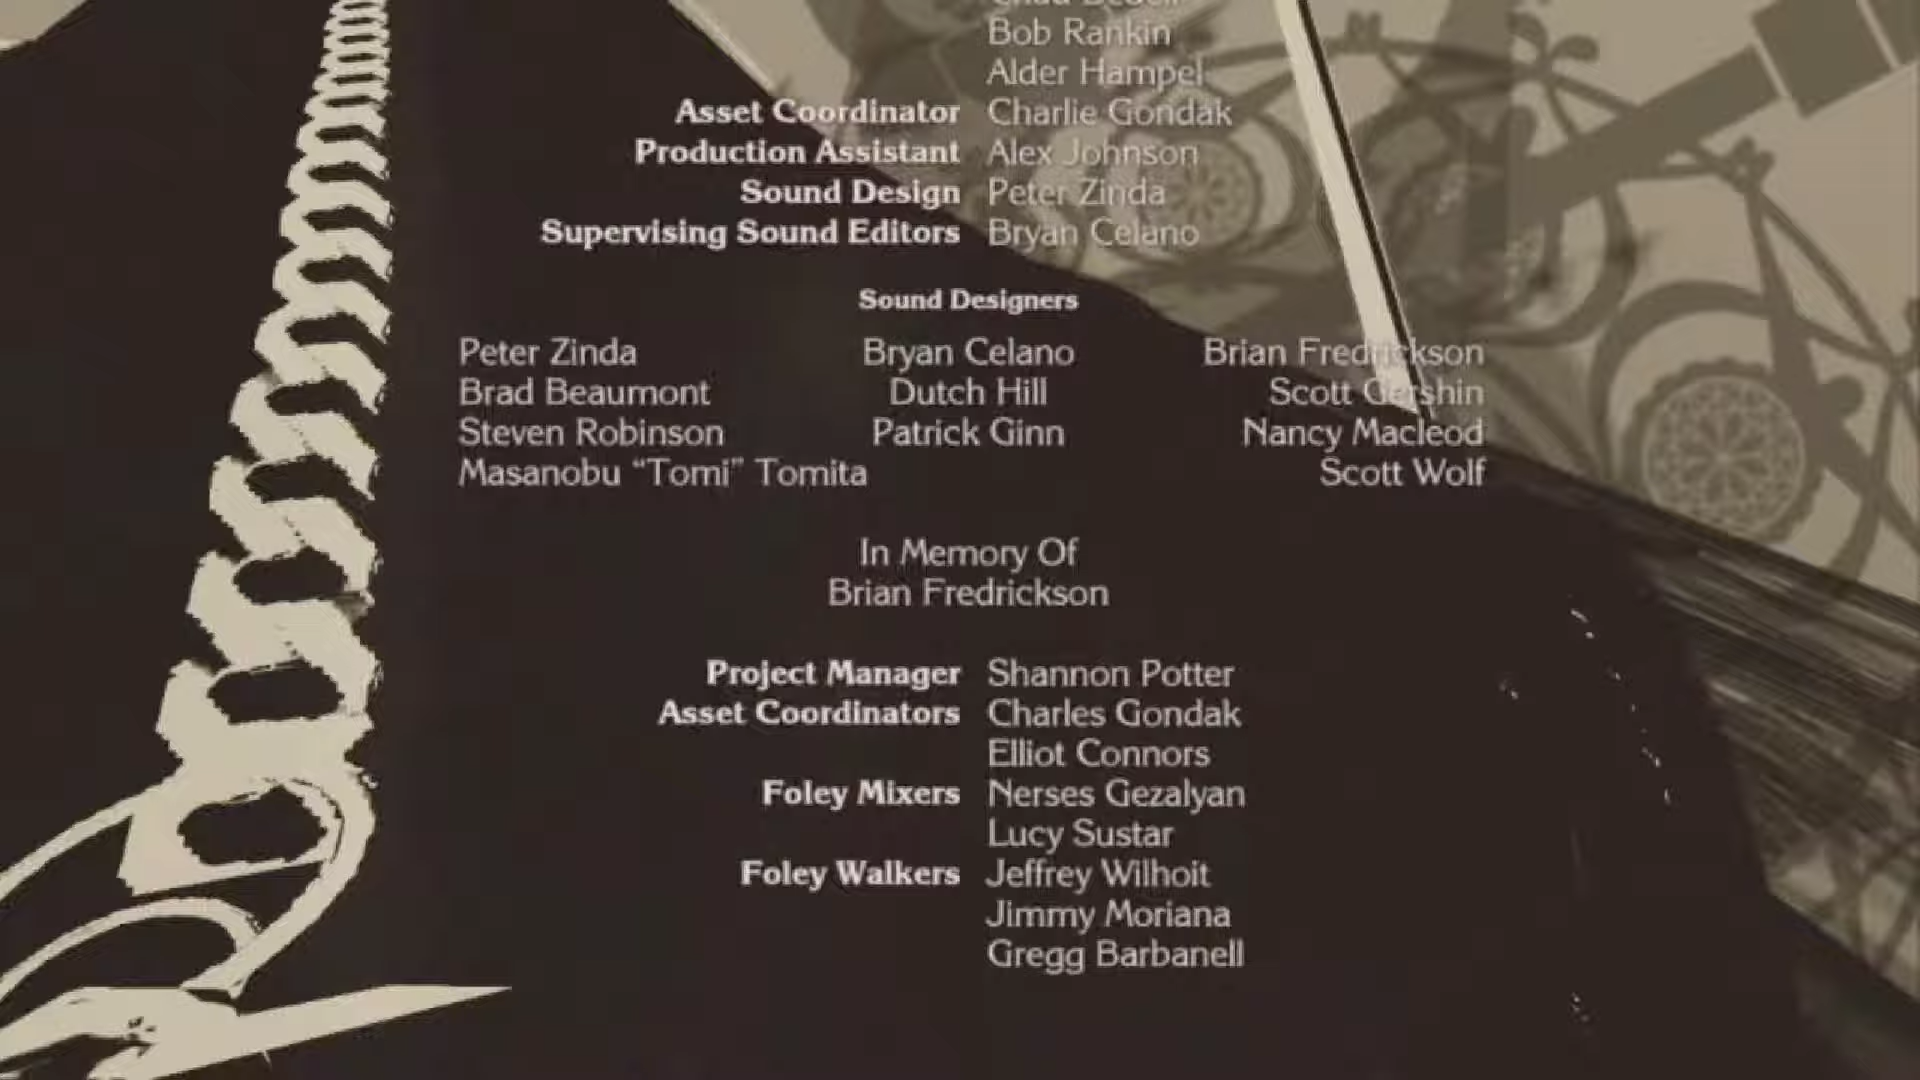 Bob Rankin
Alder Hampel
Asset Coordinator Charlie Gondak
Production Assistant Alex Johnson
Sound Design Peter Zinda
Supervising Sound Editors Bryan Celano
Sound Designers
Peter Zinda Bryan Celano Brian Fredrickson
Brad Beaumont Dutch Hill Scott Gershin
Steven Robinson Patrick Ginn Nancy Macleod
Masanobu “Tomi” Tomita Scott Wolf
In Memory Of
Brian Fredrickson
Project Manager Shannon Potter
Asset Coordinators Charles Gondak
Elliot Connors
Foley Mixers Nerses Gezalyan
Lucy Sustar
Foley Walkers Jeffrey Wilhoit
Jimmy Moriana
Gregg Barbanell